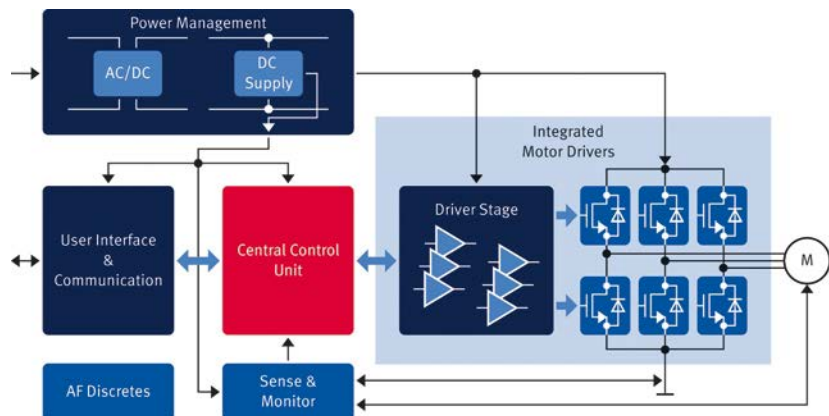 Power Management
AC/DC
DC
Supply
Integrated
Motor Drivers
User Interface
&
Communication
Central Control
Unit
Driver Stage
M
AF Discretes
Sense &
Monitor